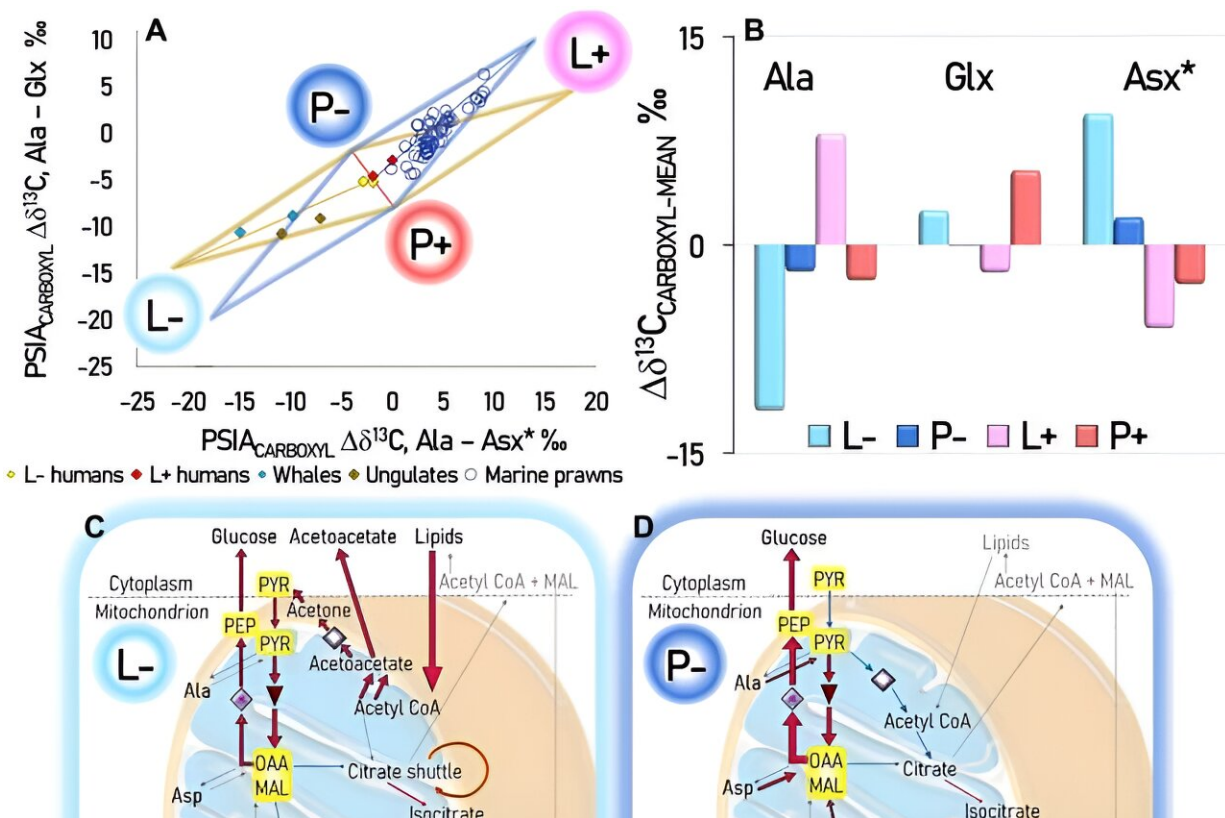 A
PSIA_CARBOXYL Δδ¹³C, Ala – Glx ‰
10
5
0
-5
-10
-15
-20
-25
-25 -20 -15 -10 -5 0 5 10 15 20
PSIA_CARBOXYL Δδ¹³C, Ala – Asx* ‰
L+
P-
P+
L-
L- humans L+ humans Whales Ungulates Marine prawns
B
Δδ¹³C_CARBOXYL-MEAN ‰
15
0
-15
Ala Glx Asx*
L- P- L+ P+
C
Glucose Acetoacetate Lipids
Cytoplasm
Mitochondrion
PYR
Acetyl CoA + MAL
Acetone
PEP
PYR
L-
Acetoacetate
Ala
Acetyl CoA
OAA
MAL
Citrate shuttle
Asp
Isocitrate
D
Glucose
Lipids
Cytoplasm
Mitochondrion
PYR
Acetyl CoA + MAL
PEP
PYR
P-
Ala
Acetyl CoA
OAA
MAL
Citrate
Asp
Isocitrate